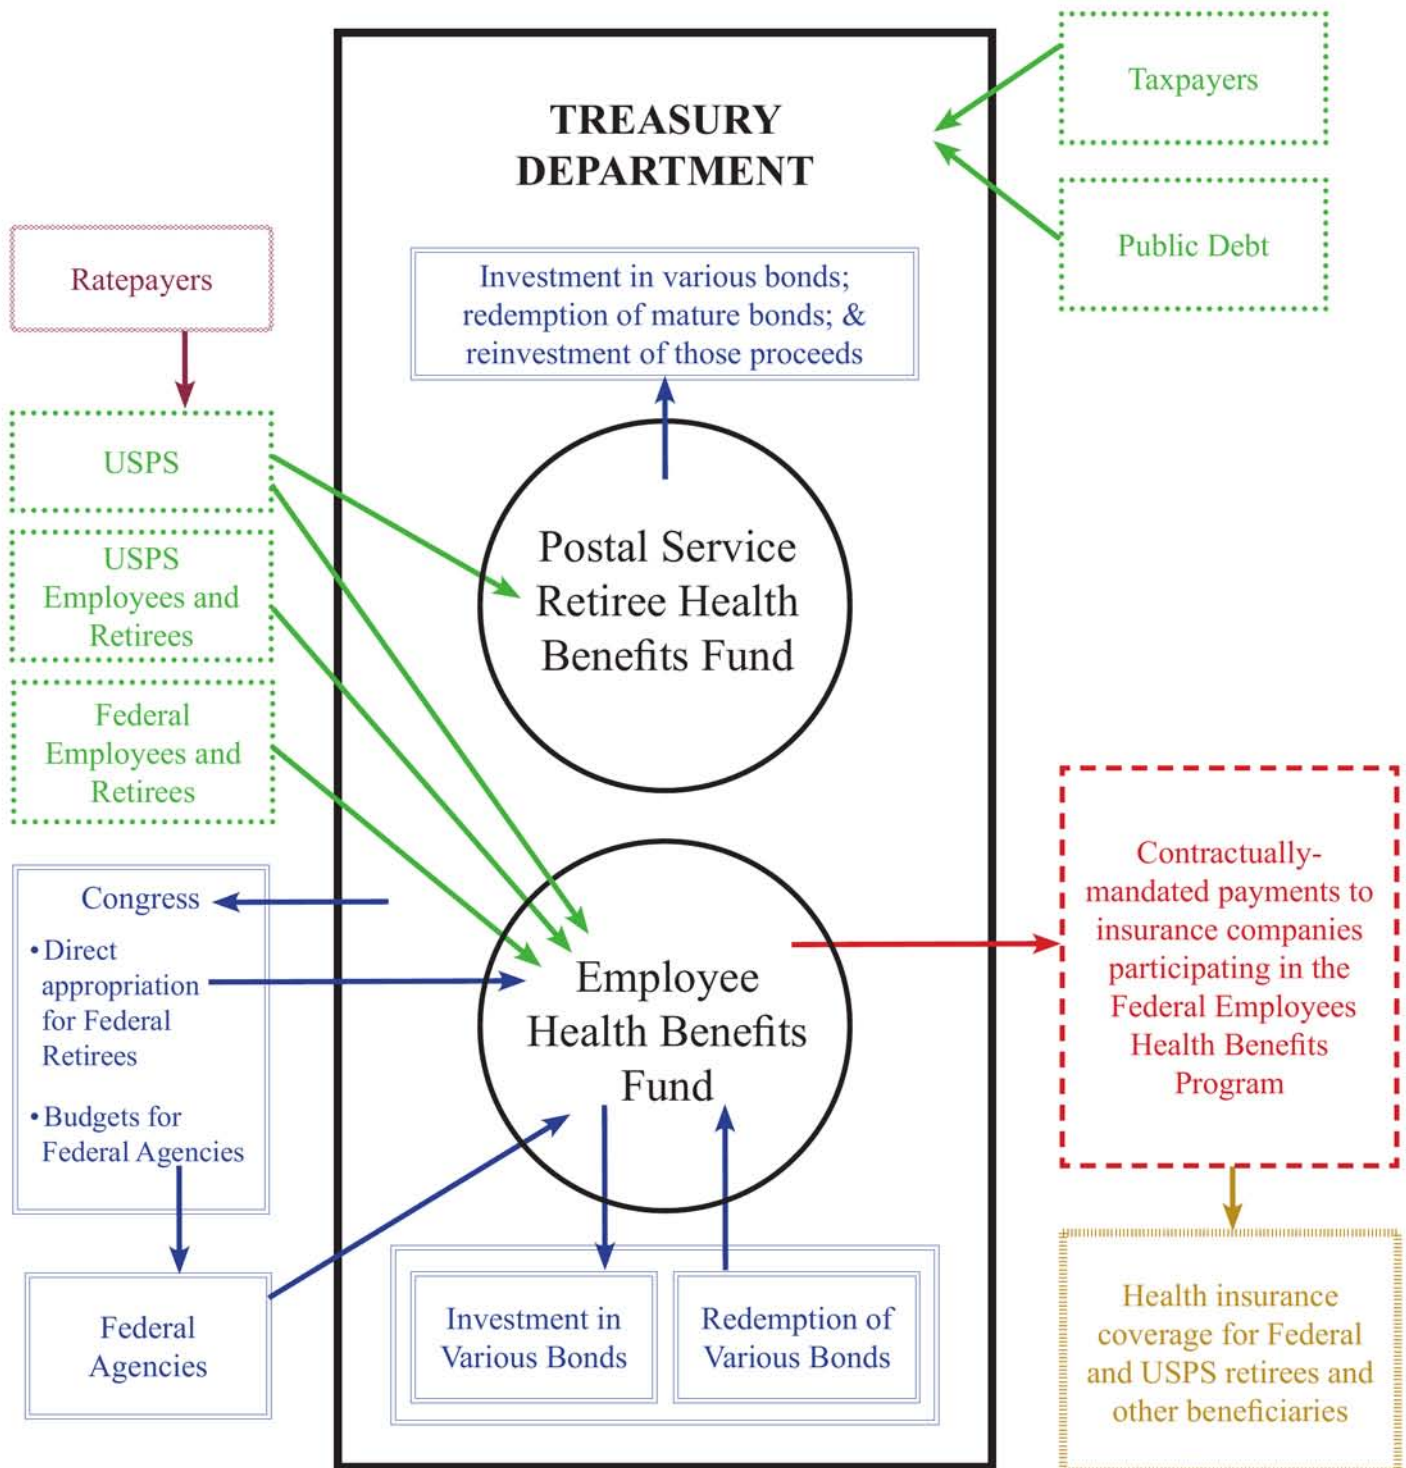 TREASURY
DEPARTMENT
Taxpayers
Public Debt
Ratepayers
Investment in various bonds;
redemption of mature bonds; &
reinvestment of those proceeds
USPS
USPS
Employees and
Retirees
Federal
Employees and
Retirees
Postal Service
Retiree Health
Benefits Fund
Congress
• Direct
appropriation
for Federal
Retirees
• Budgets for
Federal Agencies
Federal
Agencies
Employee
Health Benefits
Fund
Investment in
Various Bonds
Redemption of
Various Bonds
Contractually-
mandated payments to
insurance companies
participating in the
Federal Employees
Health Benefits
Program
Health insurance
coverage for Federal
and USPS retirees and
other beneficiaries